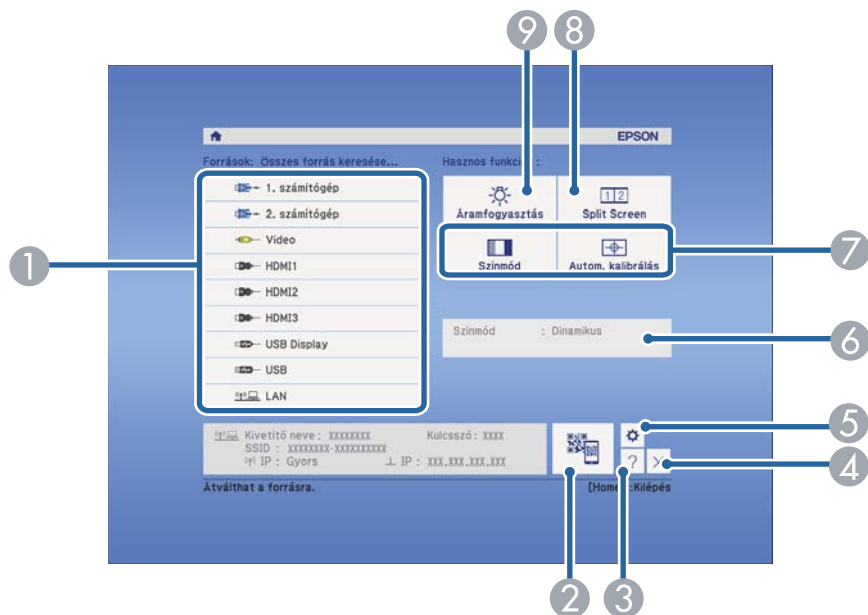 9 8
EPSON
Források: Összes forrás keresése...
Hasznos funkció :
1. számítógép
2. számítógép
Video
HDMI1
HDMI2
HDMI3
USB Display
USB
LAN
Áramfogyasztás
1 2
Split Screen
Színmód
Autom. kalibrálás
1
7
Színmód : Dinamikus
6
Kivetítő neve : XXXXXXXX Kulcsszó : XXXX
SSID : XXXXXXXX-XXXXXXXXXX
IP : Gyors IP : XXX.XXX.XXX.XXX
5
?
4
Átválthat a forrásra.
:Kilépés
2 3